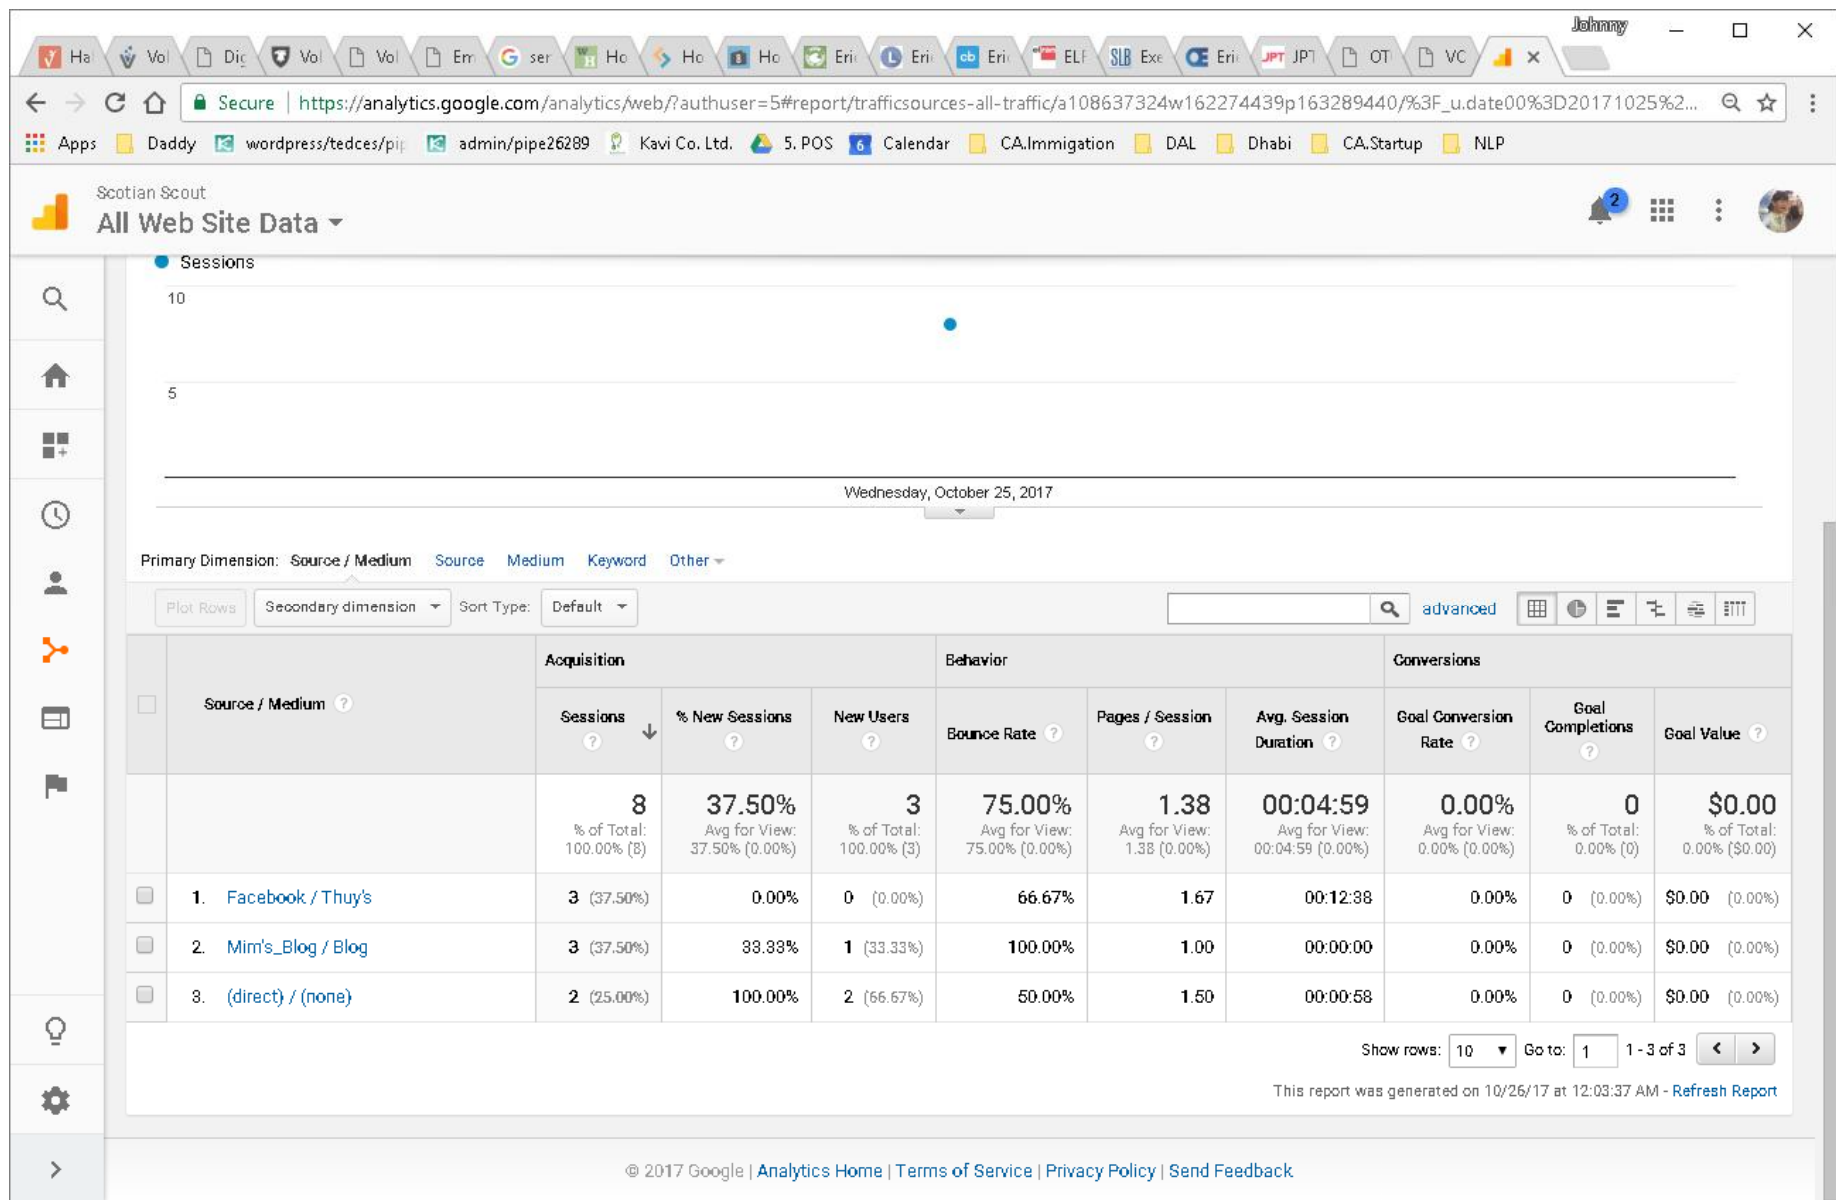 Johnny
Ha Vol Dig Vol Vol Em ser Ho Ho Ho Eri Eri Eri ELF Exe Eri JPT OT VC
Secure | https://analytics.google.com/analytics/web/?authuser=5#report/trafficsources-all-traffic/a108637324w162274439p163289440/%3F_u.date00%3D20171025%2...
Apps Daddy wordpress/tedces/pi admin/pipe26289 Kavi Co. Ltd. 5. POS 6 Calendar CA.Immigation DAL Dhabi CA.Startup NLP
Scotian Scout
All Web Site Data
2
Sessions
10
5
Wednesday, October 25, 2017
Primary Dimension: Source / Medium Source Medium Keyword Other
Plot Rows Secondary dimension Sort Type: Default advanced
Acquisition Behavior Conversions
Source / Medium ? Sessions ? % New Sessions ? New Users ? Bounce Rate ? Pages / Session ? Avg. Session Duration ? Goal Conversion Rate ? Goal Completions ? Goal Value ?
8 37.50% 3 75.00% 1.38 00:04:59 0.00% 0 $0.00
% of Total: Avg for View: % of Total: Avg for View: Avg for View: Avg for View: Avg for View: % of Total: % of Total:
100.00% (8) 37.50% (0.00%) 100.00% (3) 75.00% (0.00%) 1.38 (0.00%) 00:04:59 (0.00%) 0.00% (0.00%) 0.00% (0) 0.00% ($0.00)
1. Facebook / Thuy's 3 (37.50%) 0.00% 0 (0.00%) 66.67% 1.67 00:12:38 0.00% 0 (0.00%) $0.00 (0.00%)
2. Mim's_Blog / Blog 3 (37.50%) 33.33% 1 (33.33%) 100.00% 1.00 00:00:00 0.00% 0 (0.00%) $0.00 (0.00%)
3. (direct) / (none) 2 (25.00%) 100.00% 2 (66.67%) 50.00% 1.50 00:00:58 0.00% 0 (0.00%) $0.00 (0.00%)
Show rows: 10 Go to: 1 1 - 3 of 3
This report was generated on 10/26/17 at 12:03:37 AM - Refresh Report
© 2017 Google | Analytics Home | Terms of Service | Privacy Policy | Send Feedback